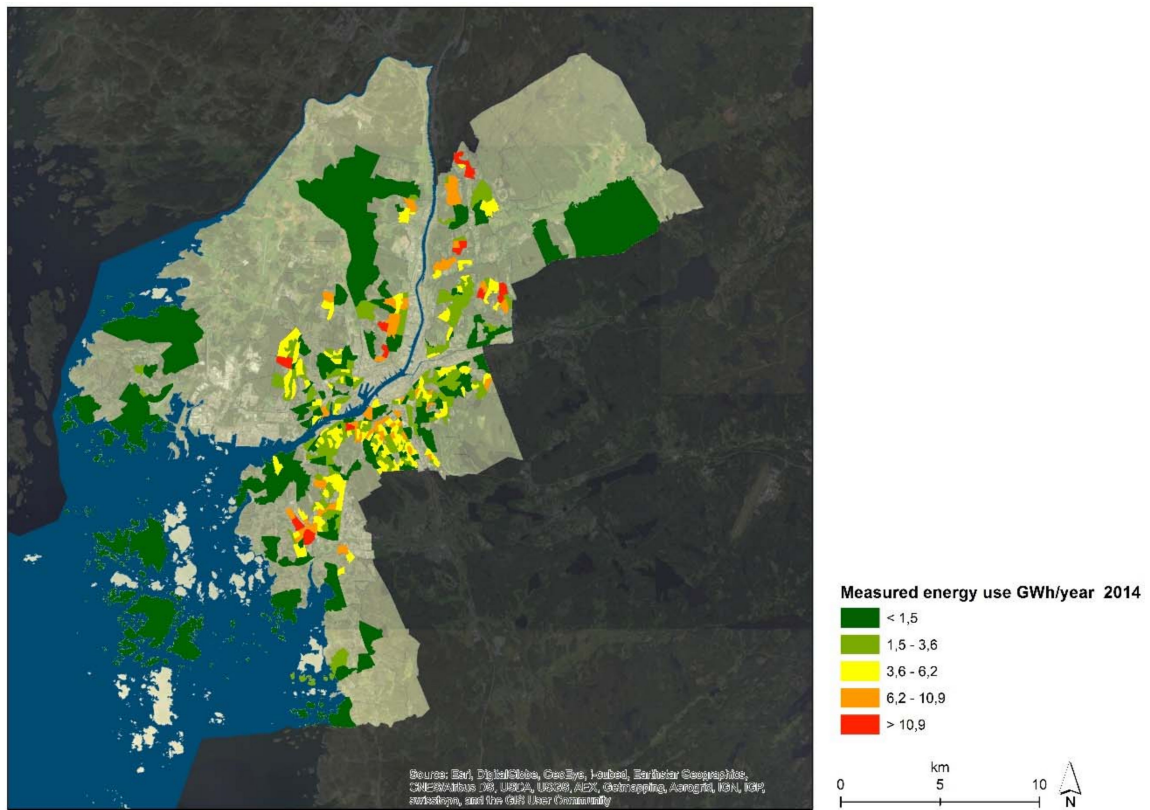 Measured energy use GWh/year 2014
< 1,5
1,5 - 3,6
3,6 - 6,2
6,2 - 10,9
> 10,9
km
0 5 10
N
Source: Esri, DigitalGlobe, GeoEye, i-cubed, Earthstar Geographics,
CNES/Airbus DS, USDA, USGS, AEX, Getmapping, Aerogrid, IGN, IGP,
swisstopo, and the GIS User Community